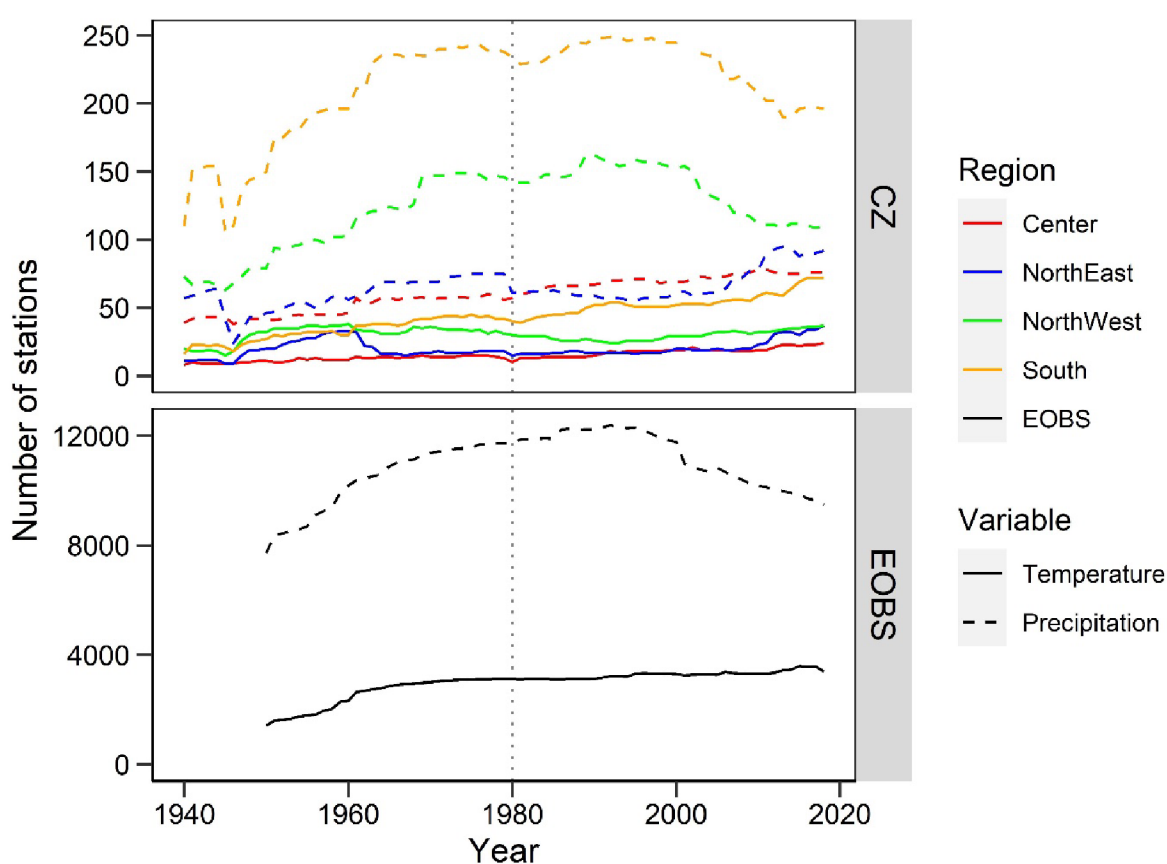 250
200
150
100
50
0
CZ
12000
8000
4000
0
EOBS
Number of stations
1940
1960
1980
2000
2020
Year
Region
Center
NorthEast
NorthWest
South
EOBS
Variable
Temperature
Precipitation